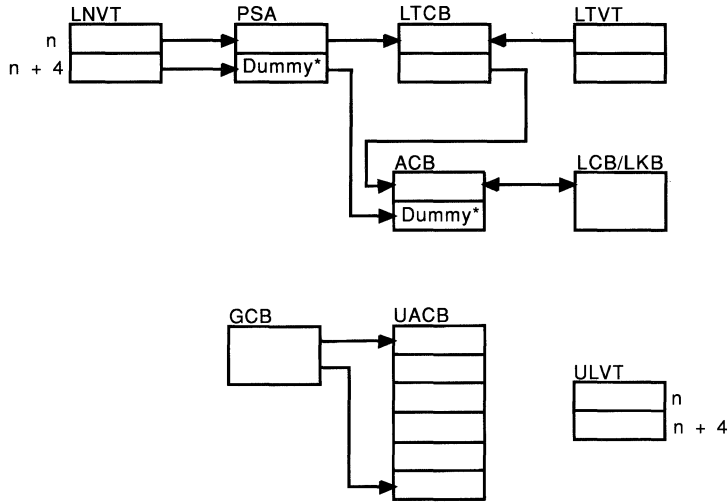 LNVT PSA LTCB LTVT
n
n + 4 Dummy*
ACB LCB/LKB
Dummy*
GCB UACB
ULVT
n
n + 4